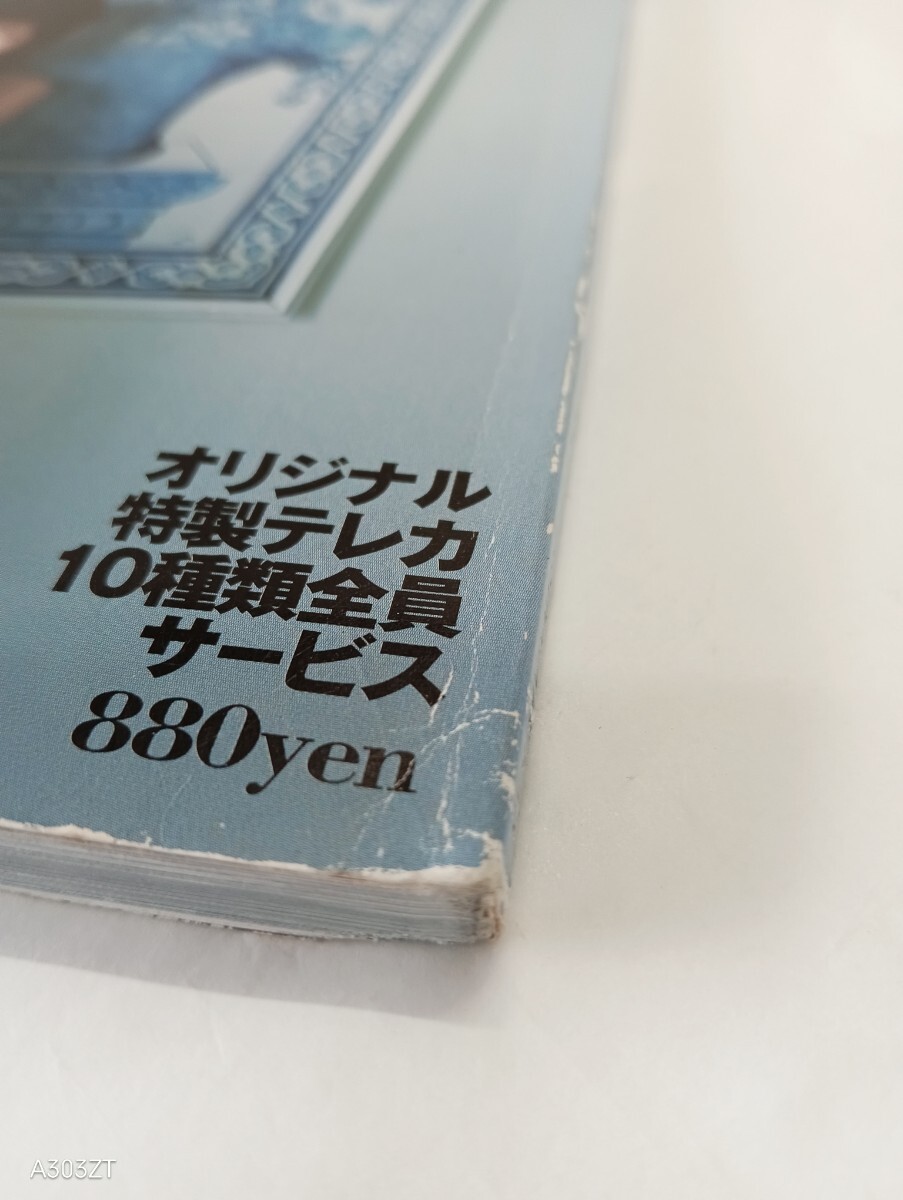 オリジナル
特製テレカ
10種類全員
サービス
880yen
A303ZT